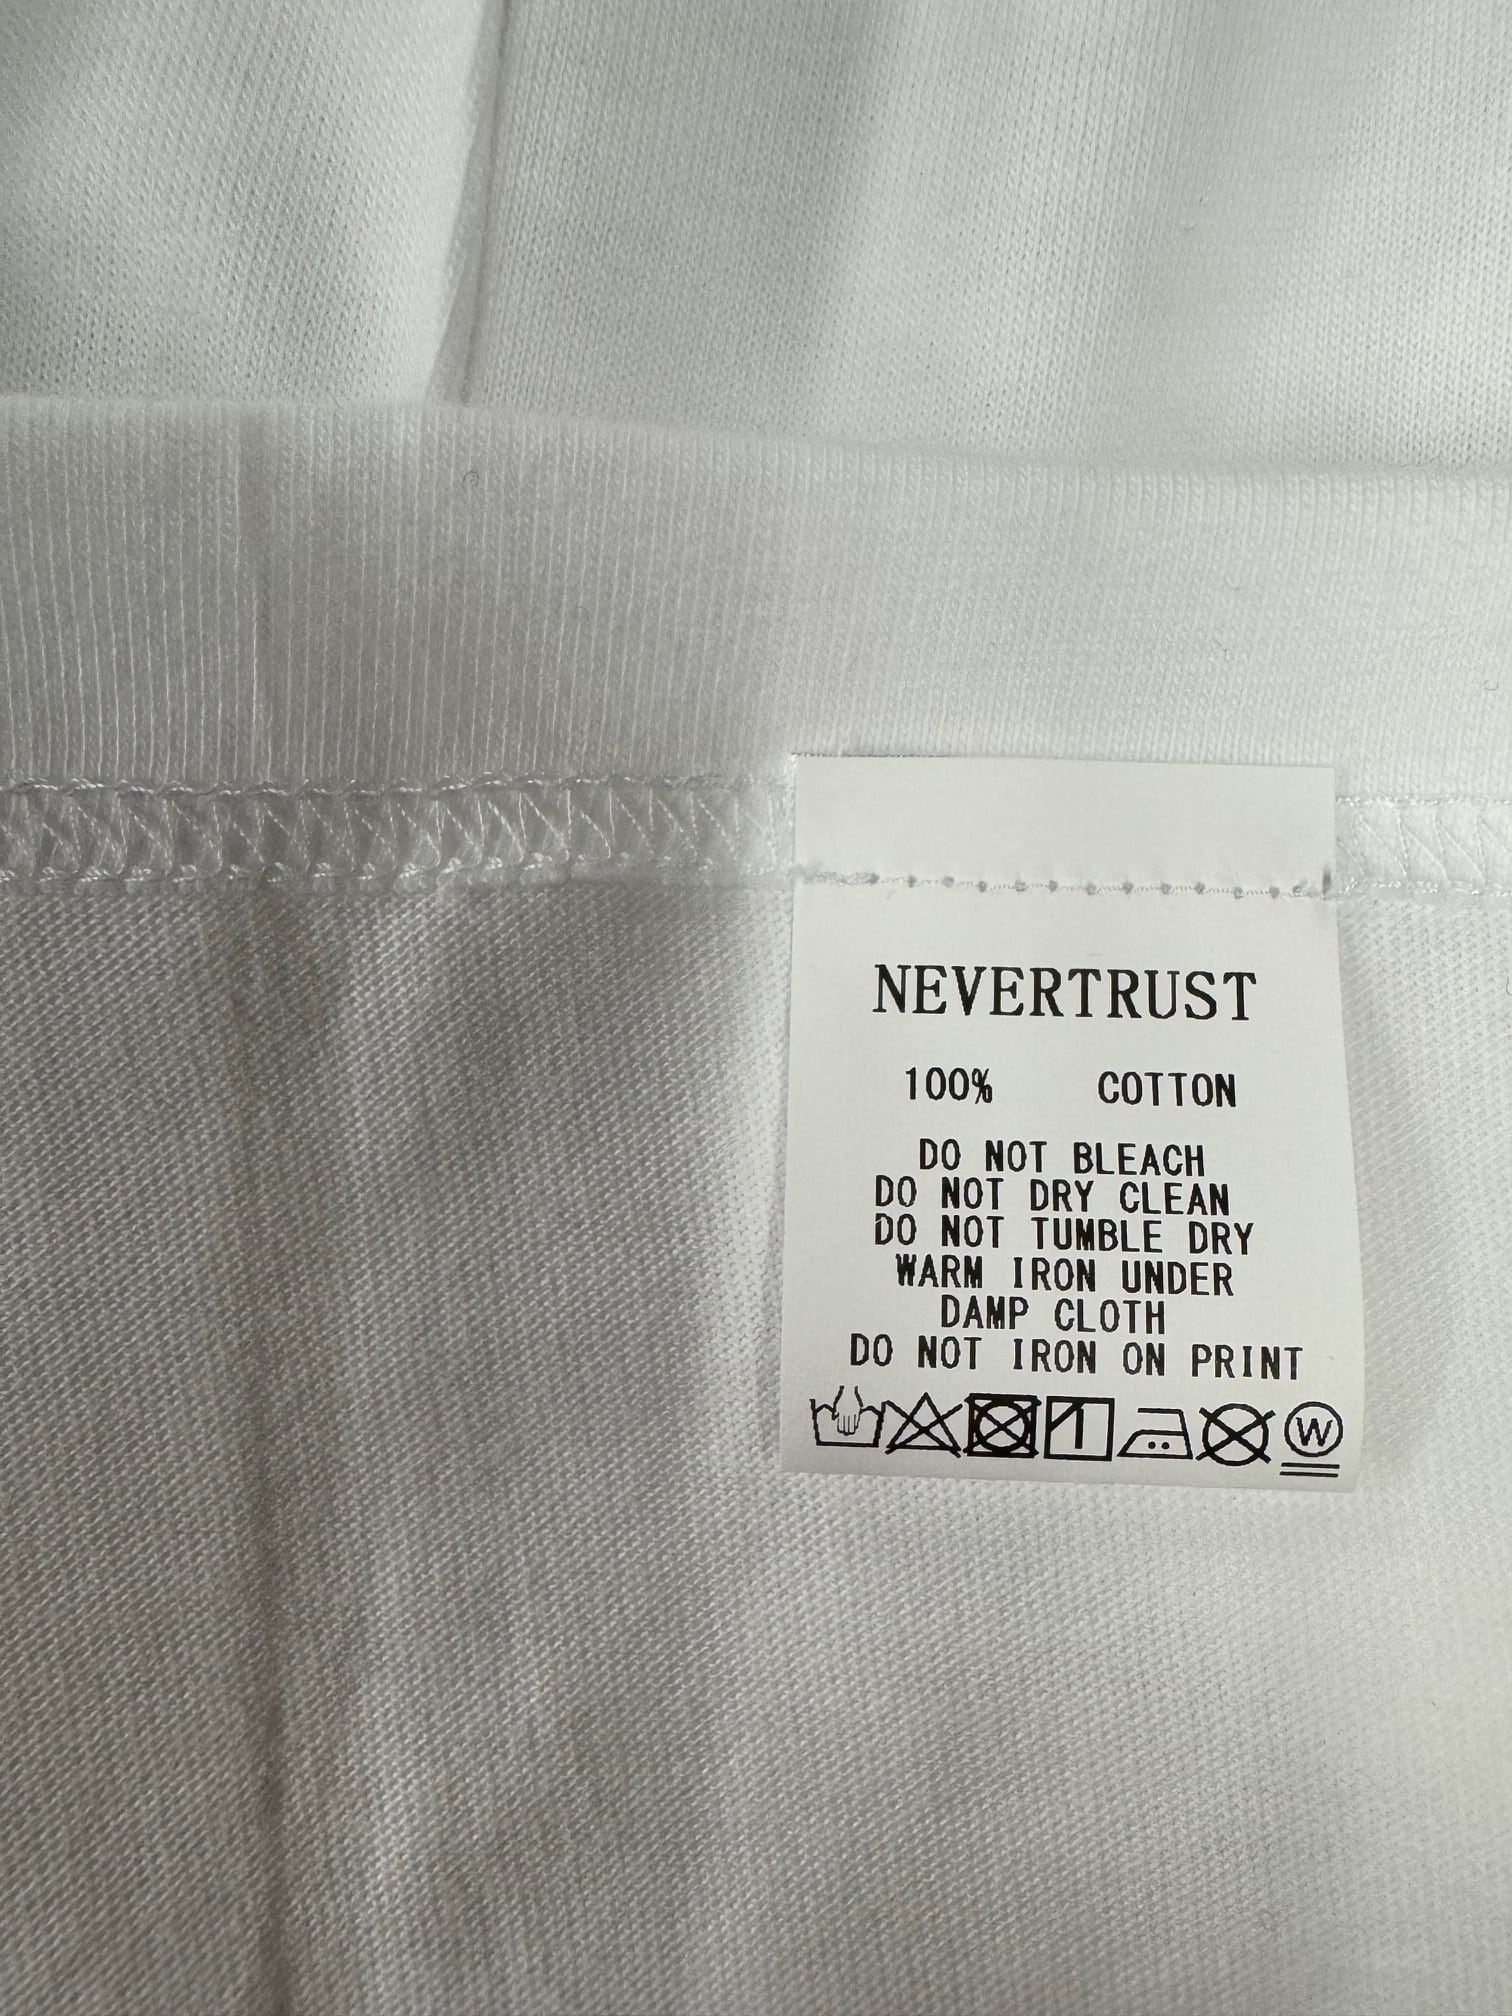 NEVERTRUST
100% COTTON
DO NOT BLEACH
DO NOT DRY CLEAN
DO NOT TUMBLE DRY
WARM IRON UNDER
DAMP CLOTH
DO NOT IRON ON PRINT
W